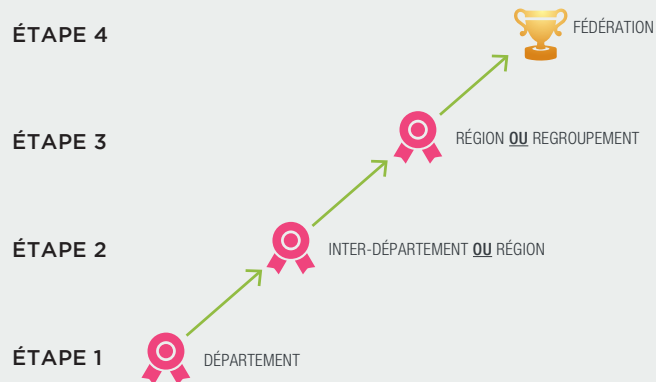 ÉTAPE 4
FÉDÉRATION
ÉTAPE 3
RÉGION OU REGROUPEMENT
ÉTAPE 2
INTER-DÉPARTEMENT OU RÉGION
ÉTAPE 1
DÉPARTEMENT